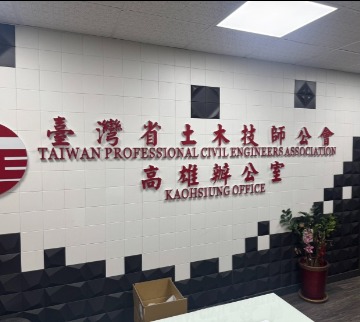 臺灣省土木技師公會
TAIWAN PROFESSIONAL CIVIL ENGINEERS ASSOCIATION
高雄辦公室
KAOHSIUNG OFFICE